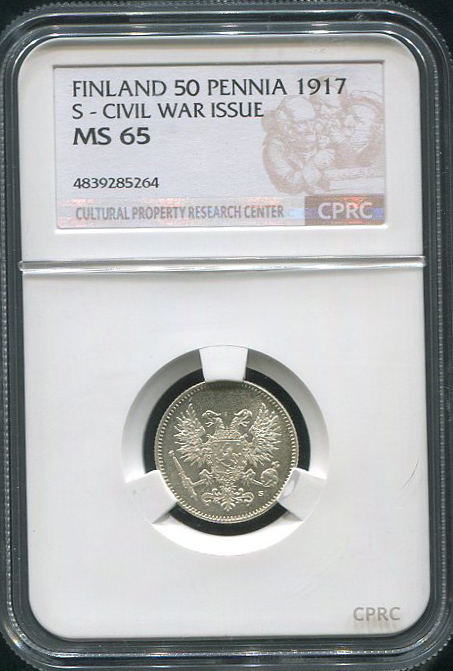 FINLAND 50 PENNIA 1917
S - CIVIL WAR ISSUE
MS 65
4839285264
CULTURAL PROPERTY RESEARCH CENTER CPRC
S
CPRC